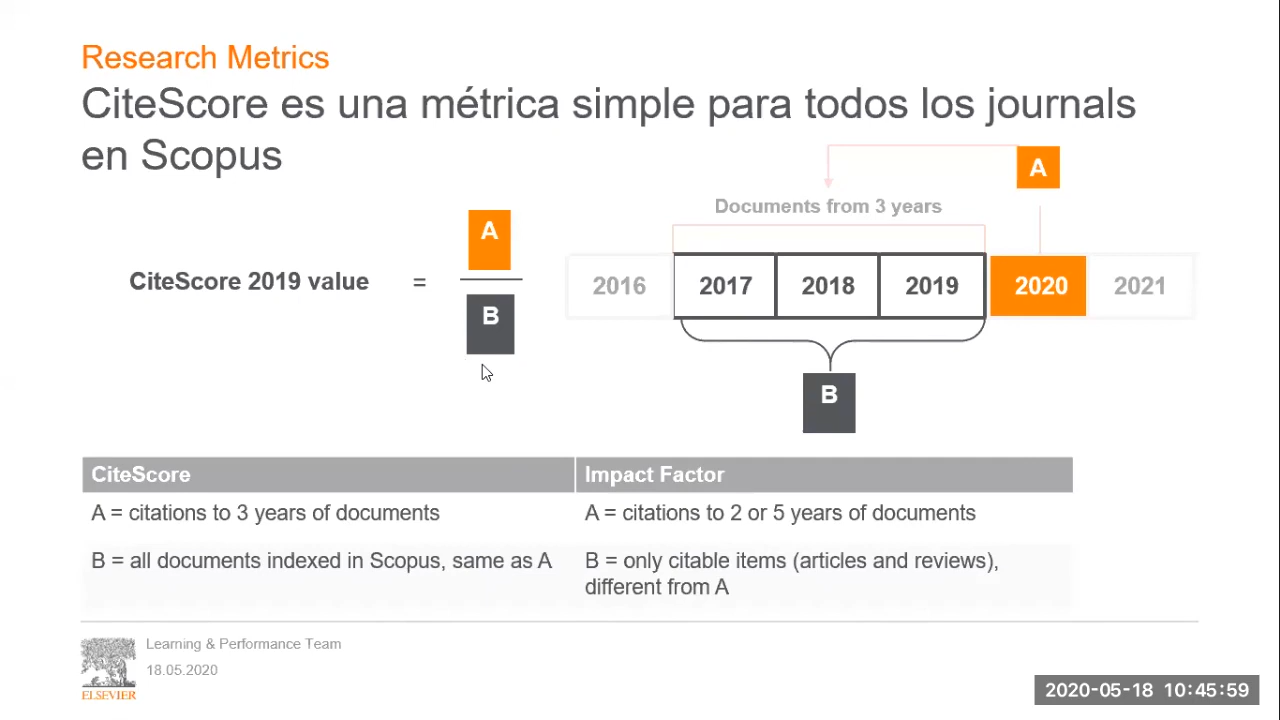 Research Metrics
CiteScore es una métrica simple para todos los journals
en Scopus
A
Documents from 3 years
A
CiteScore 2019 value =
B
2016 2017 2018 2019 2020 2021
B
CiteScore Impact Factor
A = citations to 3 years of documents A = citations to 2 or 5 years of documents
B = all documents indexed in Scopus, same as A B = only citable items (articles and reviews),
different from A
Learning & Performance Team
18.05.2020
ELSEVIER
2020-05-18 10:45:59